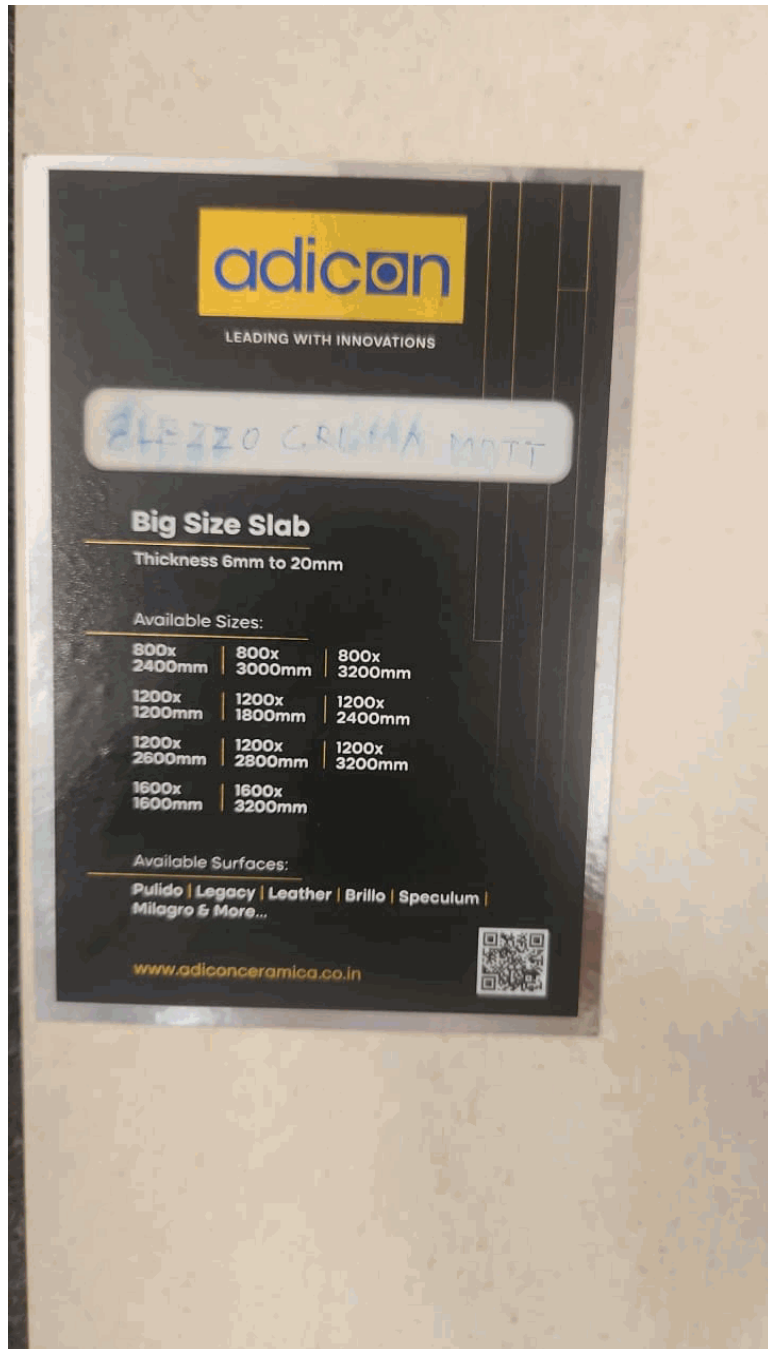 adicon
LEADING WITH INNOVATIONS
MATT
Big Size Slab
Thickness 6mm to 20mm
Available Sizes:
800x 2400mm | 800x 3000mm | 800x 3200mm
1200x 1200mm | 1200x 1800mm | 1200x 2400mm
1200x 2600mm | 1200x 2800mm | 1200x 3200mm
1600x 1600mm | 1600x 3200mm
Available Surfaces:
Pulido | Legacy | Leather | Brillo | Speculum |
Milagro & More...
www.adiconceramica.co.in